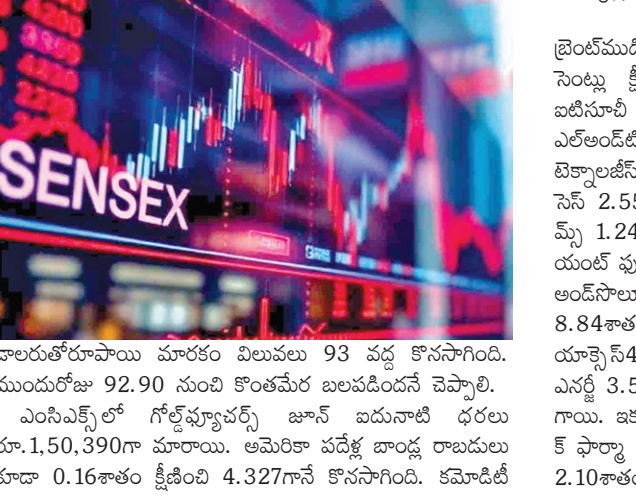 SENSEX
డాలరుతోరూపాయి మారకం విలువలు 93 వద్ద కొనసాగింది.
ముందురోజు 92.90 నుంచి కొంతమేర బలపడిందనే చెప్పాలి.
ఎంసిఎక్స్‌లో గోల్డ్‌ఫ్యూచర్స్ జూన్ ఐదునాటి ధరలు
రూ.1,50,390గా మారాయి. అమెరికా పదేళ్ల బాండ్ల రాబడులు
కూడా 0.16శాతం క్షీణించి 4.327గానే కొనసాగింది. కమోడిటీ
బ్రెంట్‌ముడి
సెంట్లు
ఐటిసూచీ
ఎల్‌అండ్‌టి
టెక్నాలజీస్
సెస్ 2.55
మ్స్ 1.24
యంట్
అండ్‌సొలూ
8.84శాత
యాక్సెస్4
ఎనర్జీ 3.5
గాయి. ఇక
క్ ఫార్మా
2.10శాతం